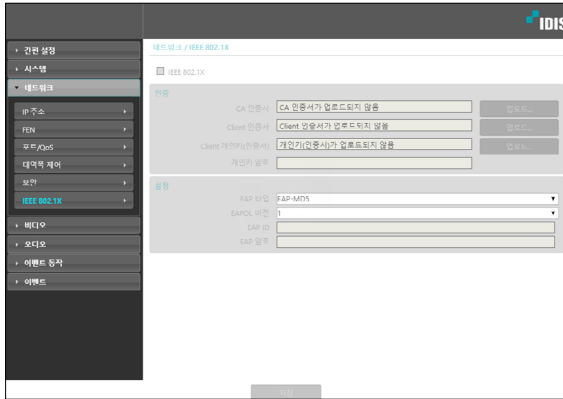 IDIS
네트워크 / IEEE 802.1X
간편 설정
시스템
네트워크
IP 주소
FEN
포트/QoS
대역폭 제어
보안
IEEE 802.1X
비디오
오디오
이벤트 동작
이벤트
IEEE 802.1X
인증
CA 인증서 CA 인증서가 업로드되지 않음 업로드...
Client 인증서 Client 인증서가 업로드되지 않음 업로드...
Client 개인키(인증서) 개인키(인증서)가 업로드되지 않음 업로드...
개인키 암호
설정
EAP 타입 EAP-MD5
EAPOL 버전 1
EAP ID
EAP 암호
저장